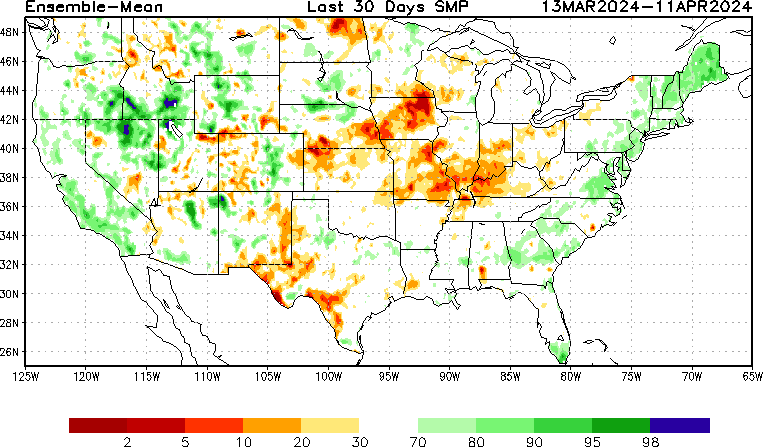 Ensemble-Mean Last 30 Days SMP 13MAR2024-11APR2024
48N
46N
44N
42N
40N
38N
36N
34N
32N
30N
28N
26N
125W 120W 115W 110W 105W 100W 95W 90W 85W 80W 75W 70W 65W
2 5 10 20 30 70 80 90 95 98